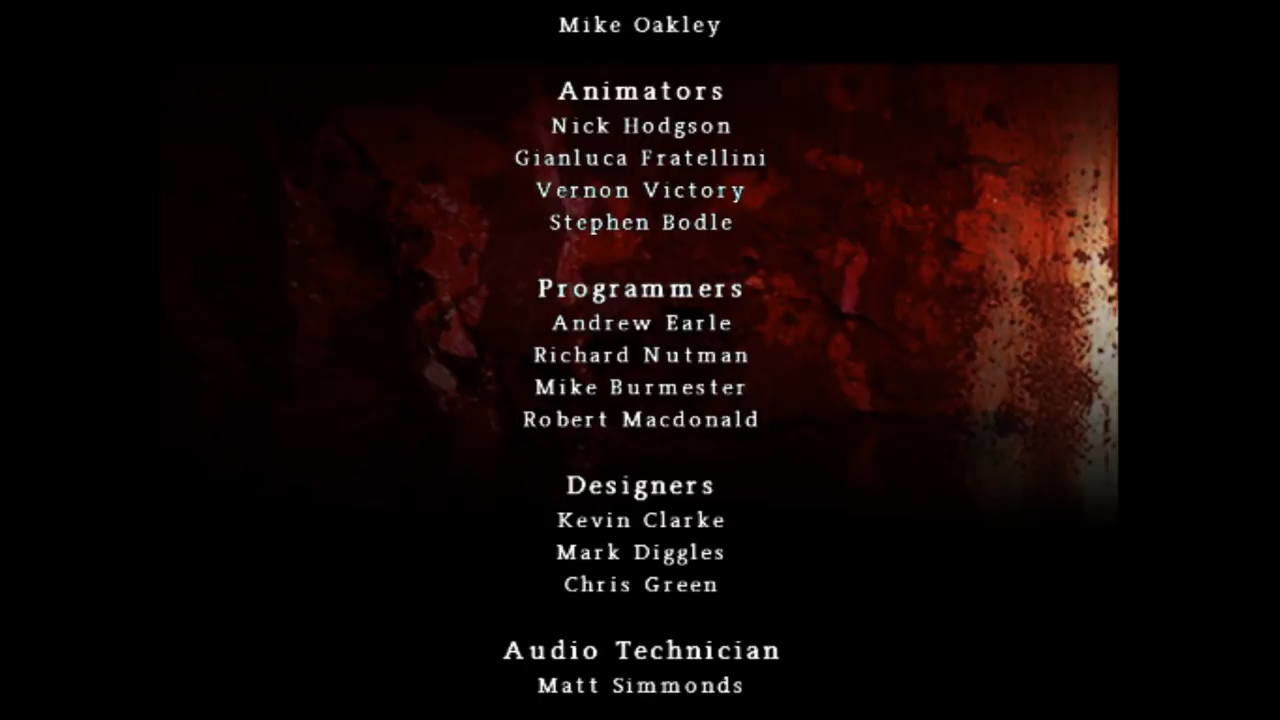 Mike Oakley
Animators
Nick Hodgson
Gianluca Fratellini
Vernon Victory
Stephen Bodle
Programmers
Andrew Earle
Richard Nutman
Mike Burmester
Robert Macdonald
Designers
Kevin Clarke
Mark Diggles
Chris Green
Audio Technician
Matt Simmonds